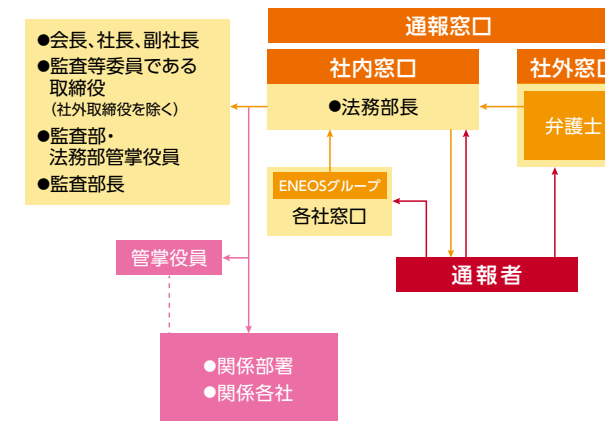 通報窓口
●会長、社長、副社長
●監査等委員である
取締役
（社外取締役を除く）
●監査部・
法務部管掌役員
●監査部長
社内窓口
●法務部長
社外窓口
弁護士
ENEOSグループ
各社窓口
管掌役員
通報者
●関係部署
●関係各社